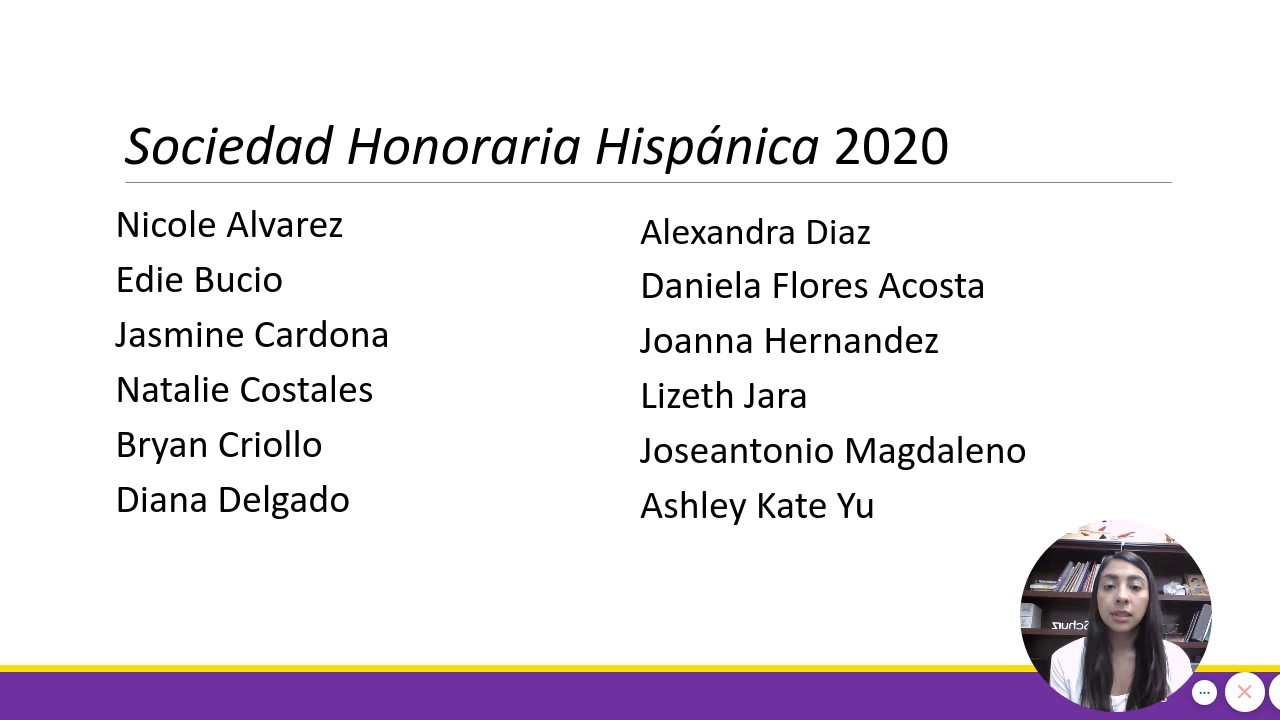 Sociedad Honoraria Hispánica 2020
Nicole Alvarez
Edie Bucio
Jasmine Cardona
Natalie Costales
Bryan Criollo
Diana Delgado
Alexandra Diaz
Daniela Flores Acosta
Joanna Hernandez
Lizeth Jara
Joseantonio Magdaleno
Ashley Kate Yu
Schurz